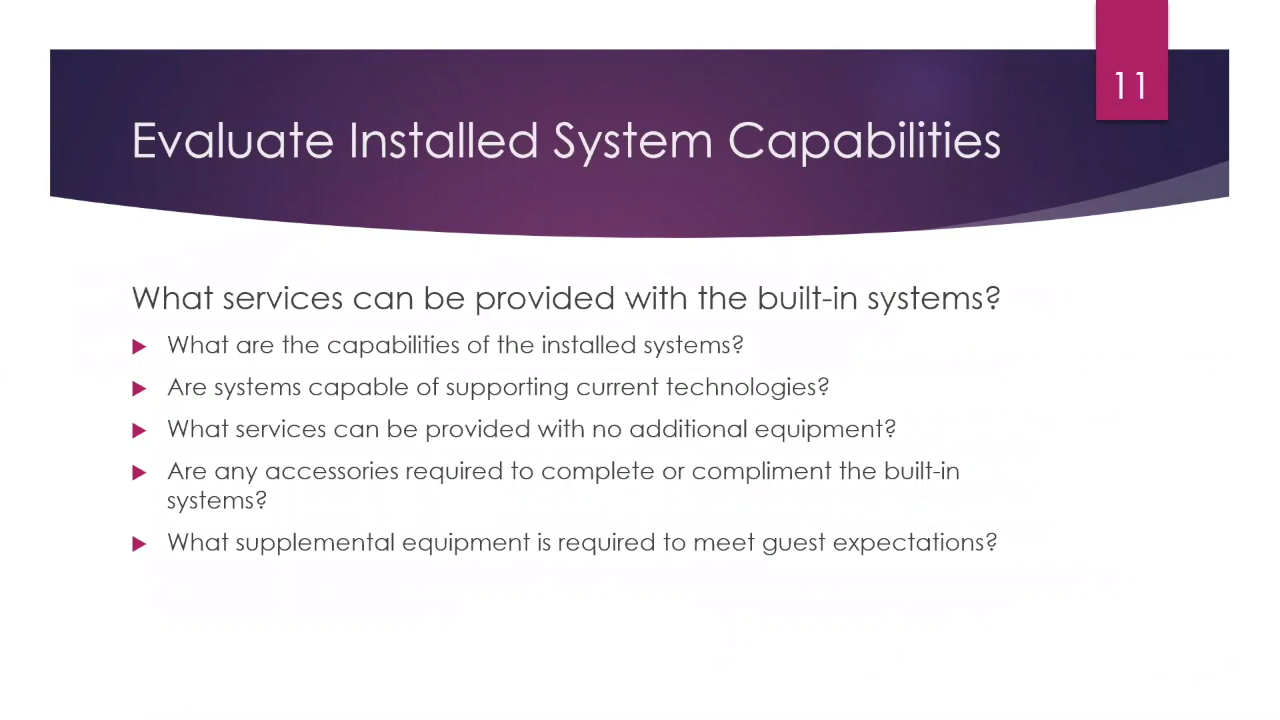 11
Evaluate Installed System Capabilities
What services can be provided with the built-in systems?
What are the capabilities of the installed systems?
Are systems capable of supporting current technologies?
What services can be provided with no additional equipment?
Are any accessories required to complete or compliment the built-in
systems?
What supplemental equipment is required to meet guest expectations?